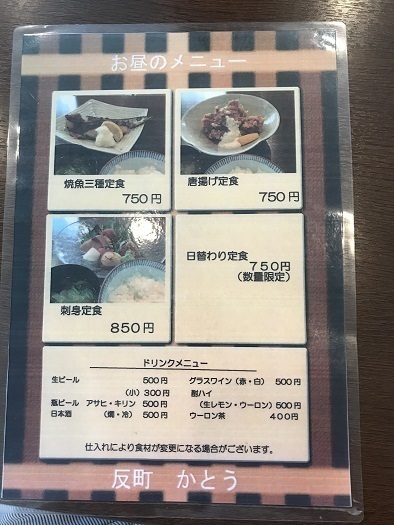 お昼のメニュー
焼魚三種定食
750円
唐揚げ定食
750円
刺身定食
850円
日替わり定食
750円
(数量限定)
ドリンクメニュー
生ビール 500円
(小) 300円
瓶ビール アサヒ・キリン 500円
日本酒 (燗・冷) 500円
グラスワイン(赤・白) 500円
酎ハイ
(生レモン・ウーロン) 500円
ウーロン茶 400円
仕入れにより食材が変更になる場合がございます。
反町 かとう